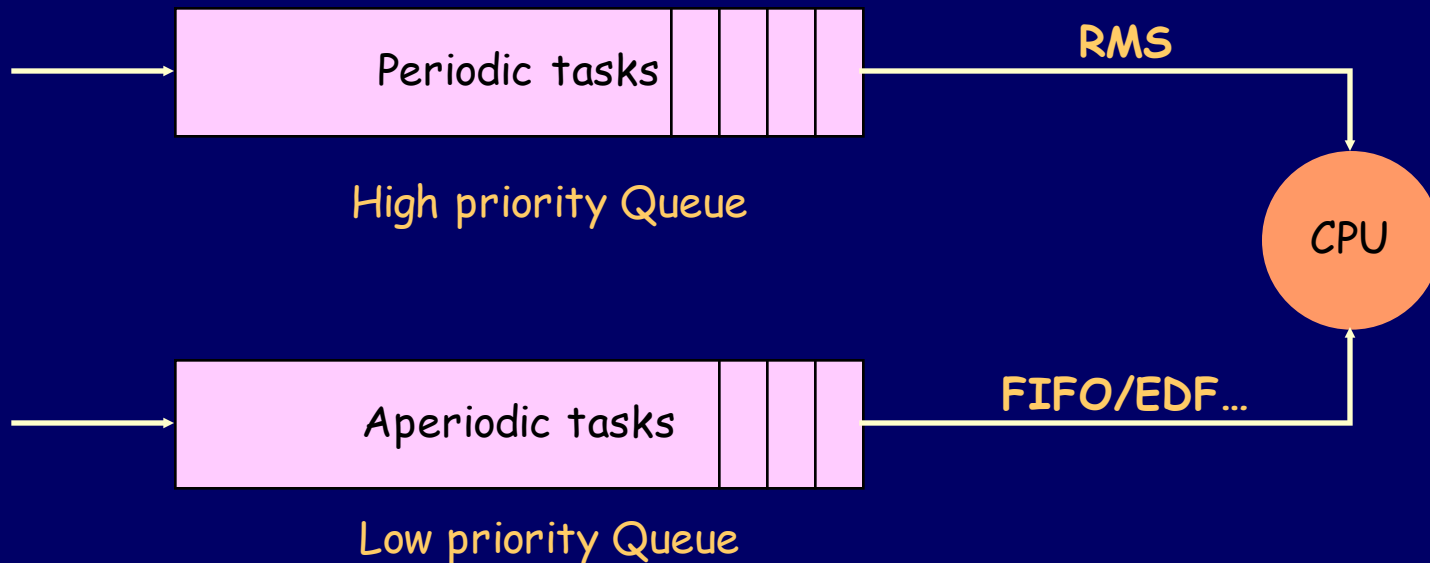 Periodic tasks
RMS
High priority Queue
CPU
Aperiodic tasks
FIFO/EDF...
Low priority Queue